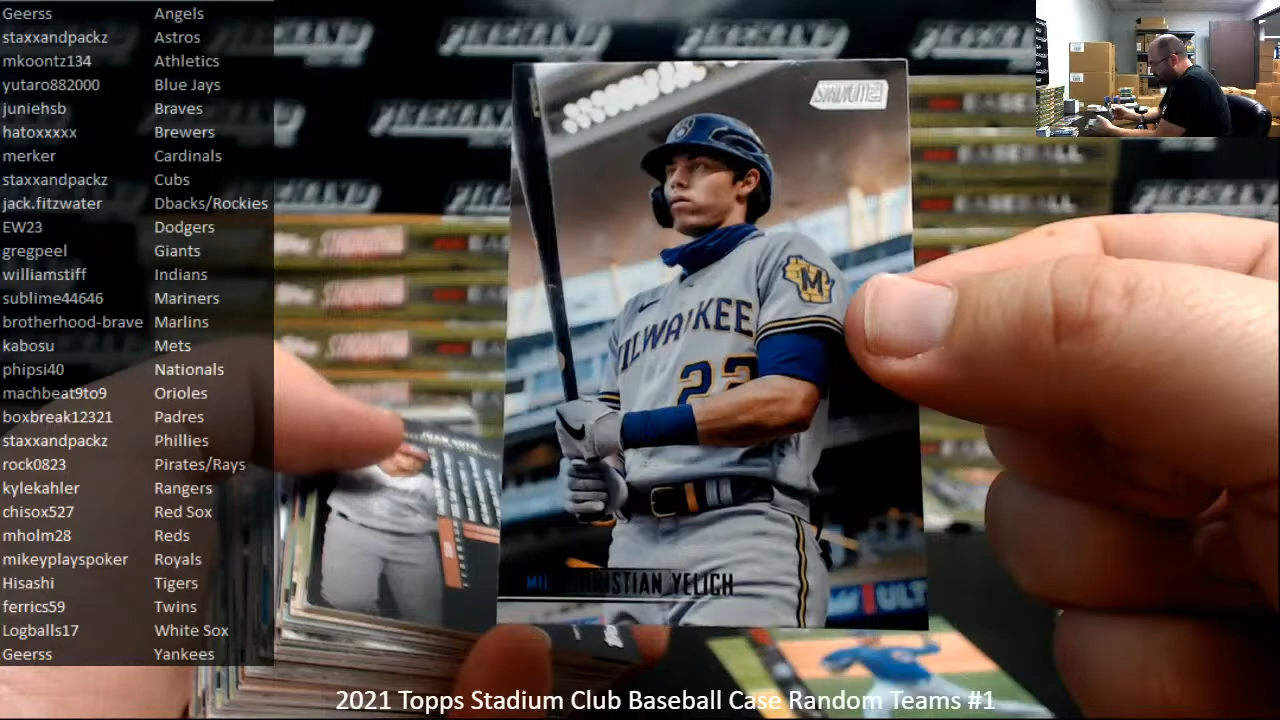 Geerss Angels
staxxandpackz Astros
mkoontz134 Athletics
yutaro882000 Blue Jays
juniehsb Braves
hatoxxxxx Brewers
merker Cardinals
staxxandpackz Cubs
jack.fitzwater Dbacks/Rockies
EW23 Dodgers
gregpeel Giants
williamstiff Indians
sublime44646 Mariners
brotherhood-brave Marlins
kabosu Mets
phipsi40 Nationals
machbeat9to9 Orioles
boxbreak12321 Padres
staxxandpackz Phillies
rock0823 Pirates/Rays
kylekahler Rangers
chisox527 Red Sox
mholm28 Reds
mikeyplayspoker Royals
Hisashi Tigers
ferrics59 Twins
Logballs17 White Sox
Geerss Yankees
STADIUM
M
MILWAUKEE
22
MIL CHRISTIAN YELICH
ULT
BASEBALL
2021 Topps Stadium Club Baseball Case Random Teams #1